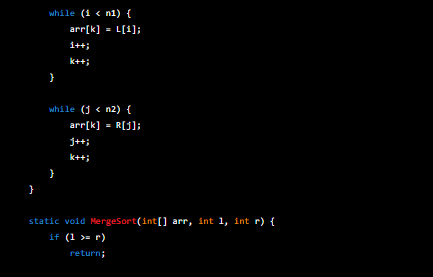 while (i < n1) {
arr[k] = L[i];
i++;
k++;
}
while (j < n2) {
arr[k] = R[j];
j++;
k++;
}
}
static void MergeSort(int[] arr, int l, int r) {
if (l >= r)
return;